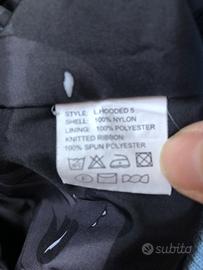 STYLE: L HOODED 5
SHELL: 100% NYLON
LINING: 100% POLYESTER
KNITTED RIBBON:
100% SPUN POLYESTER
subito